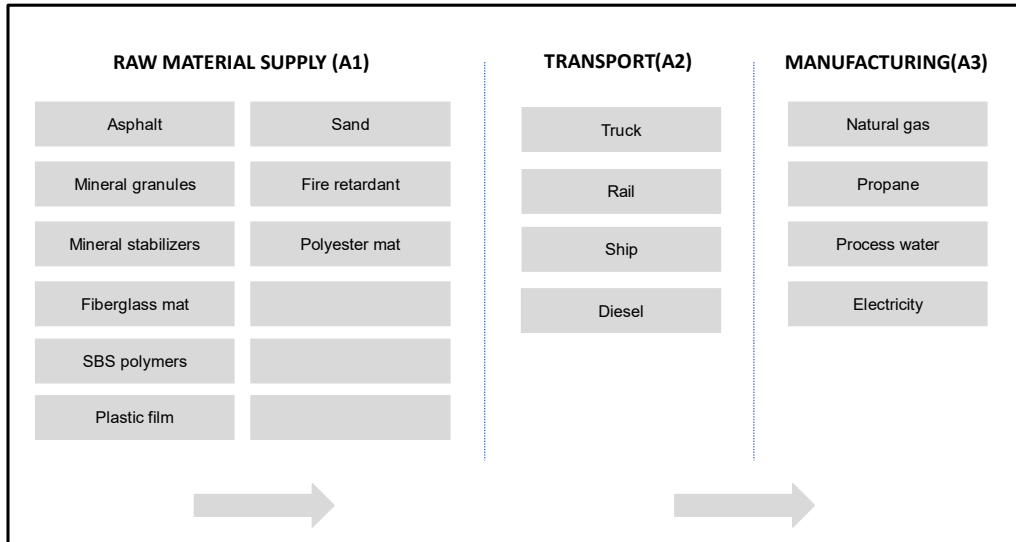 RAW MATERIAL SUPPLY (A1)
Asphalt
Sand
Mineral granules
Fire retardant
Mineral stabilizers
Polyester mat
Fiberglass mat
SBS polymers
Plastic film
TRANSPORT(A2)
Truck
Rail
Ship
Diesel
MANUFACTURING(A3)
Natural gas
Propane
Process water
Electricity